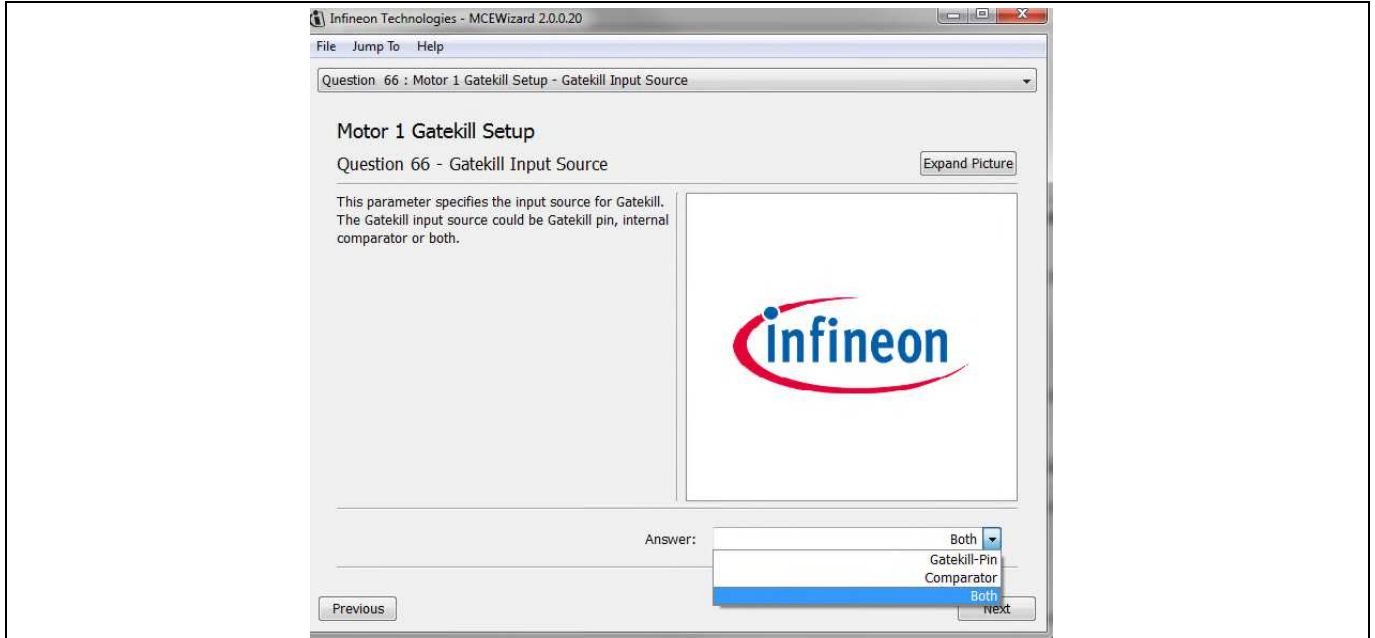 Infineon Technologies - MCEWizard 2.0.0.20
File Jump To Help
Question 66 : Motor 1 Gatekill Setup - Gatekill Input Source
Motor 1 Gatekill Setup
Question 66 - Gatekill Input Source
Expand Picture
This parameter specifies the input source for Gatekill.
The Gatekill input source could be Gatekill pin, internal
comparator or both.
infineon
Answer:
Both
Gatekill-Pin
Comparator
Both
Previous
Next